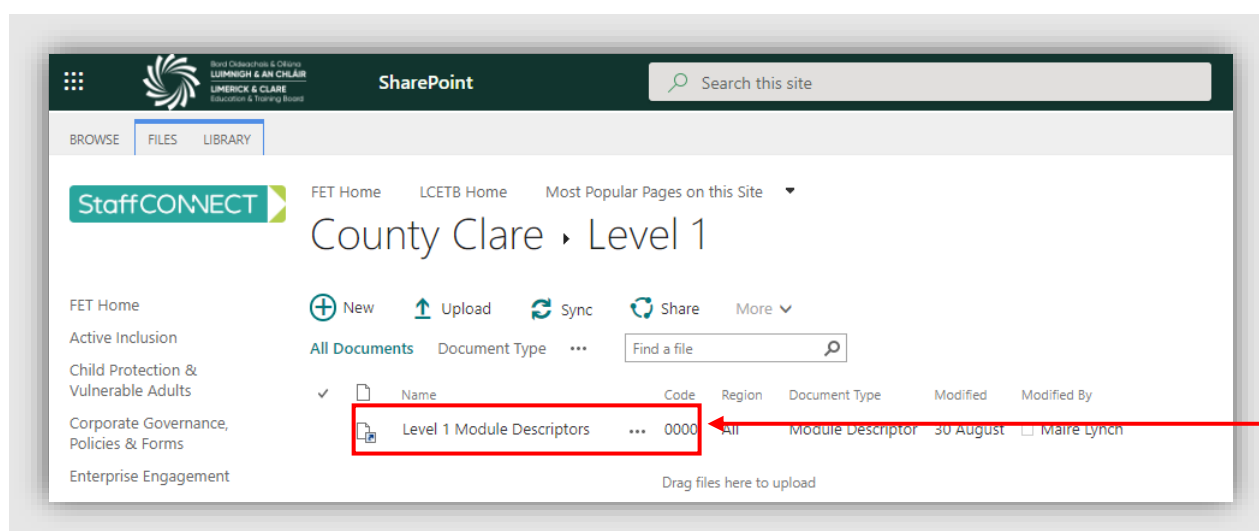 Bord Oideachais & Oiliúna
LUIMNIGH & AN CHLÁIR
LIMERICK & CLARE
Education & Training Board
SharePoint
Search this site
BROWSE FILES LIBRARY
StaffCONNECT
FET Home LCETB Home Most Popular Pages on this Site
County Clare ▸ Level 1
FET Home
Active Inclusion
Child Protection &
Vulnerable Adults
Corporate Governance,
Policies & Forms
Enterprise Engagement
New Upload Sync Share More
All Documents Document Type ••• Find a file
Name Code Region Document Type Modified Modified By
Level 1 Module Descriptors ••• 0000 All Module Descriptor 30 August Maire Lynch
Drag files here to upload